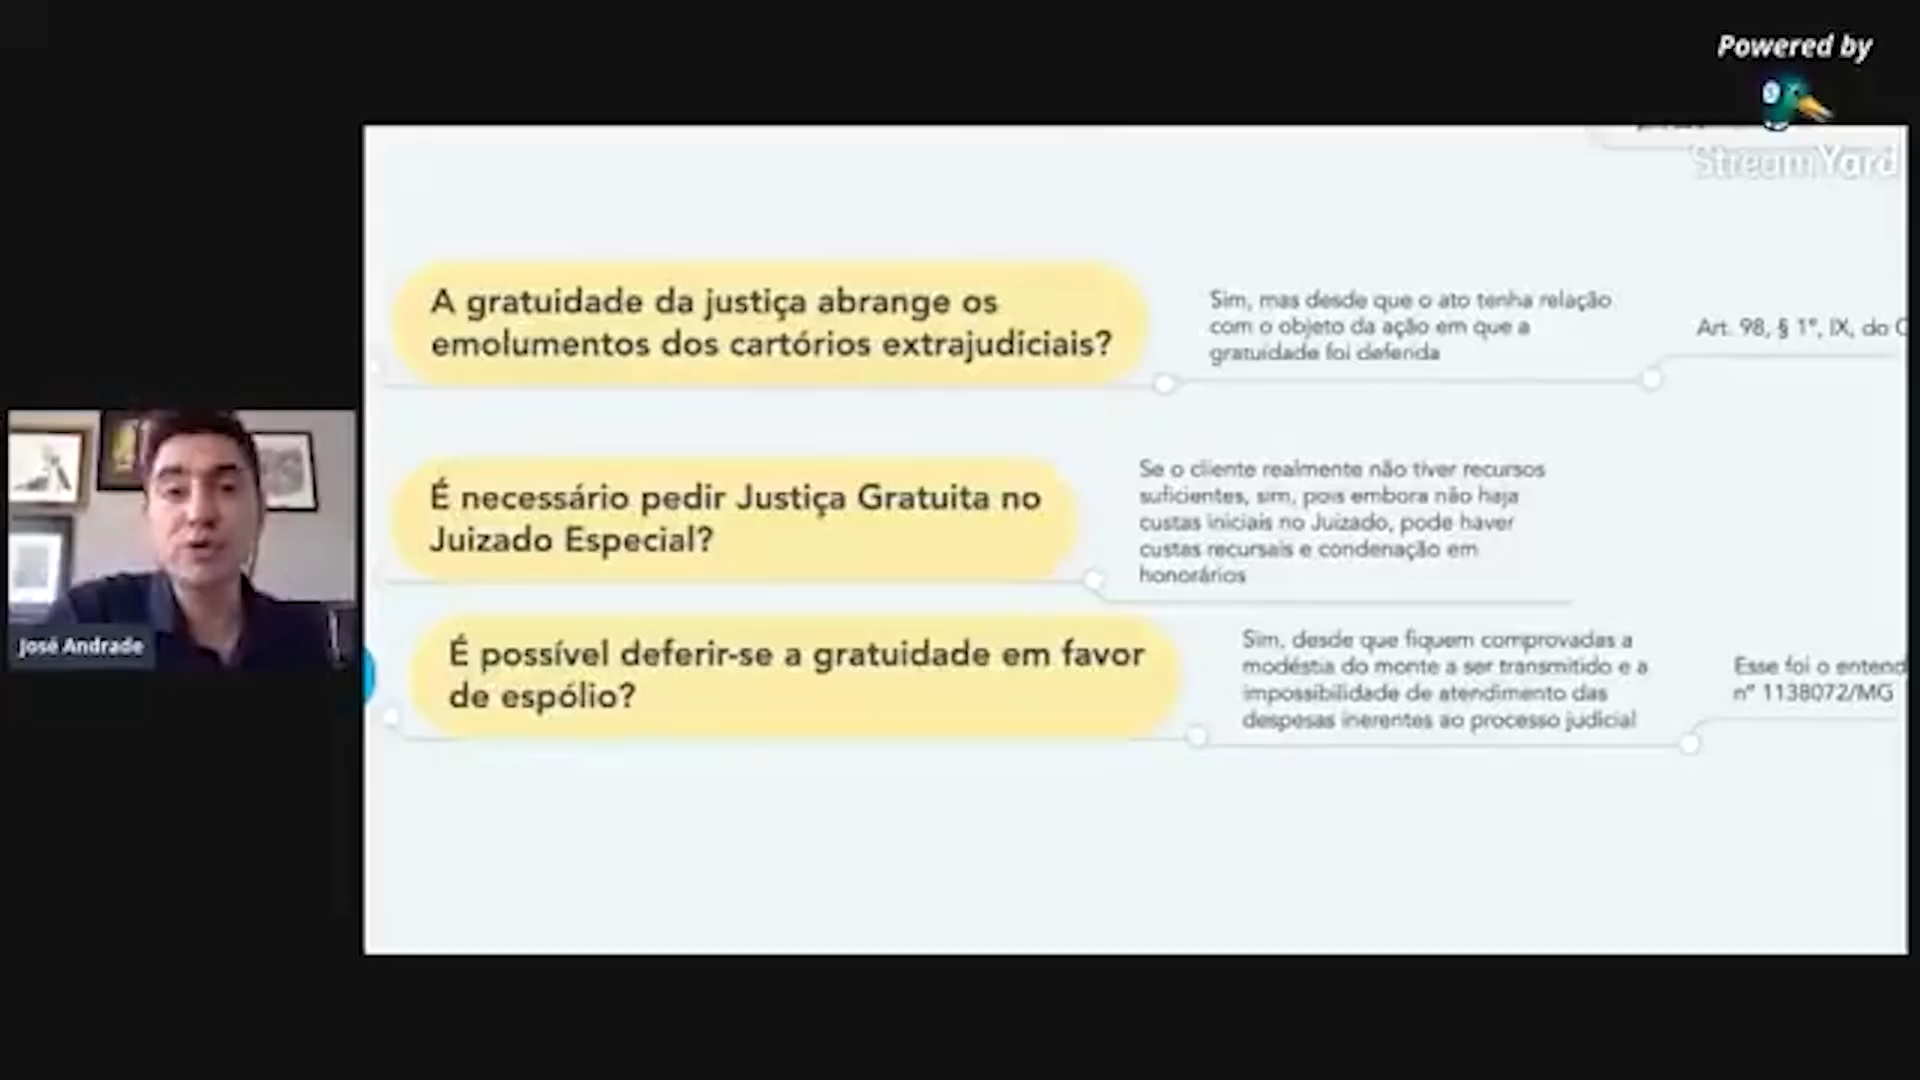 Powered by
StreamYard
A gratuidade da justiça abrange os
emolumentos dos cartórios extrajudiciais?
Sim, mas desde que o ato tenha relação
com o objeto da ação em que a
gratuidade foi deferida
Art. 98, § 1º, IX, do C
É necessário pedir Justiça Gratuita no
Juizado Especial?
Se o cliente realmente não tiver recursos
suficientes, sim, pois embora não haja
custas iniciais no Juizado, pode haver
custas recursais e condenação em
honorários
É possível deferir-se a gratuidade em favor
de espólio?
Sim, desde que fiquem comprovadas a
modéstia do monte a ser transmitido e a
impossibilidade de atendimento das
despesas inerentes ao processo judicial
Esse foi o entend
nº 1138072/MG
José Andrade